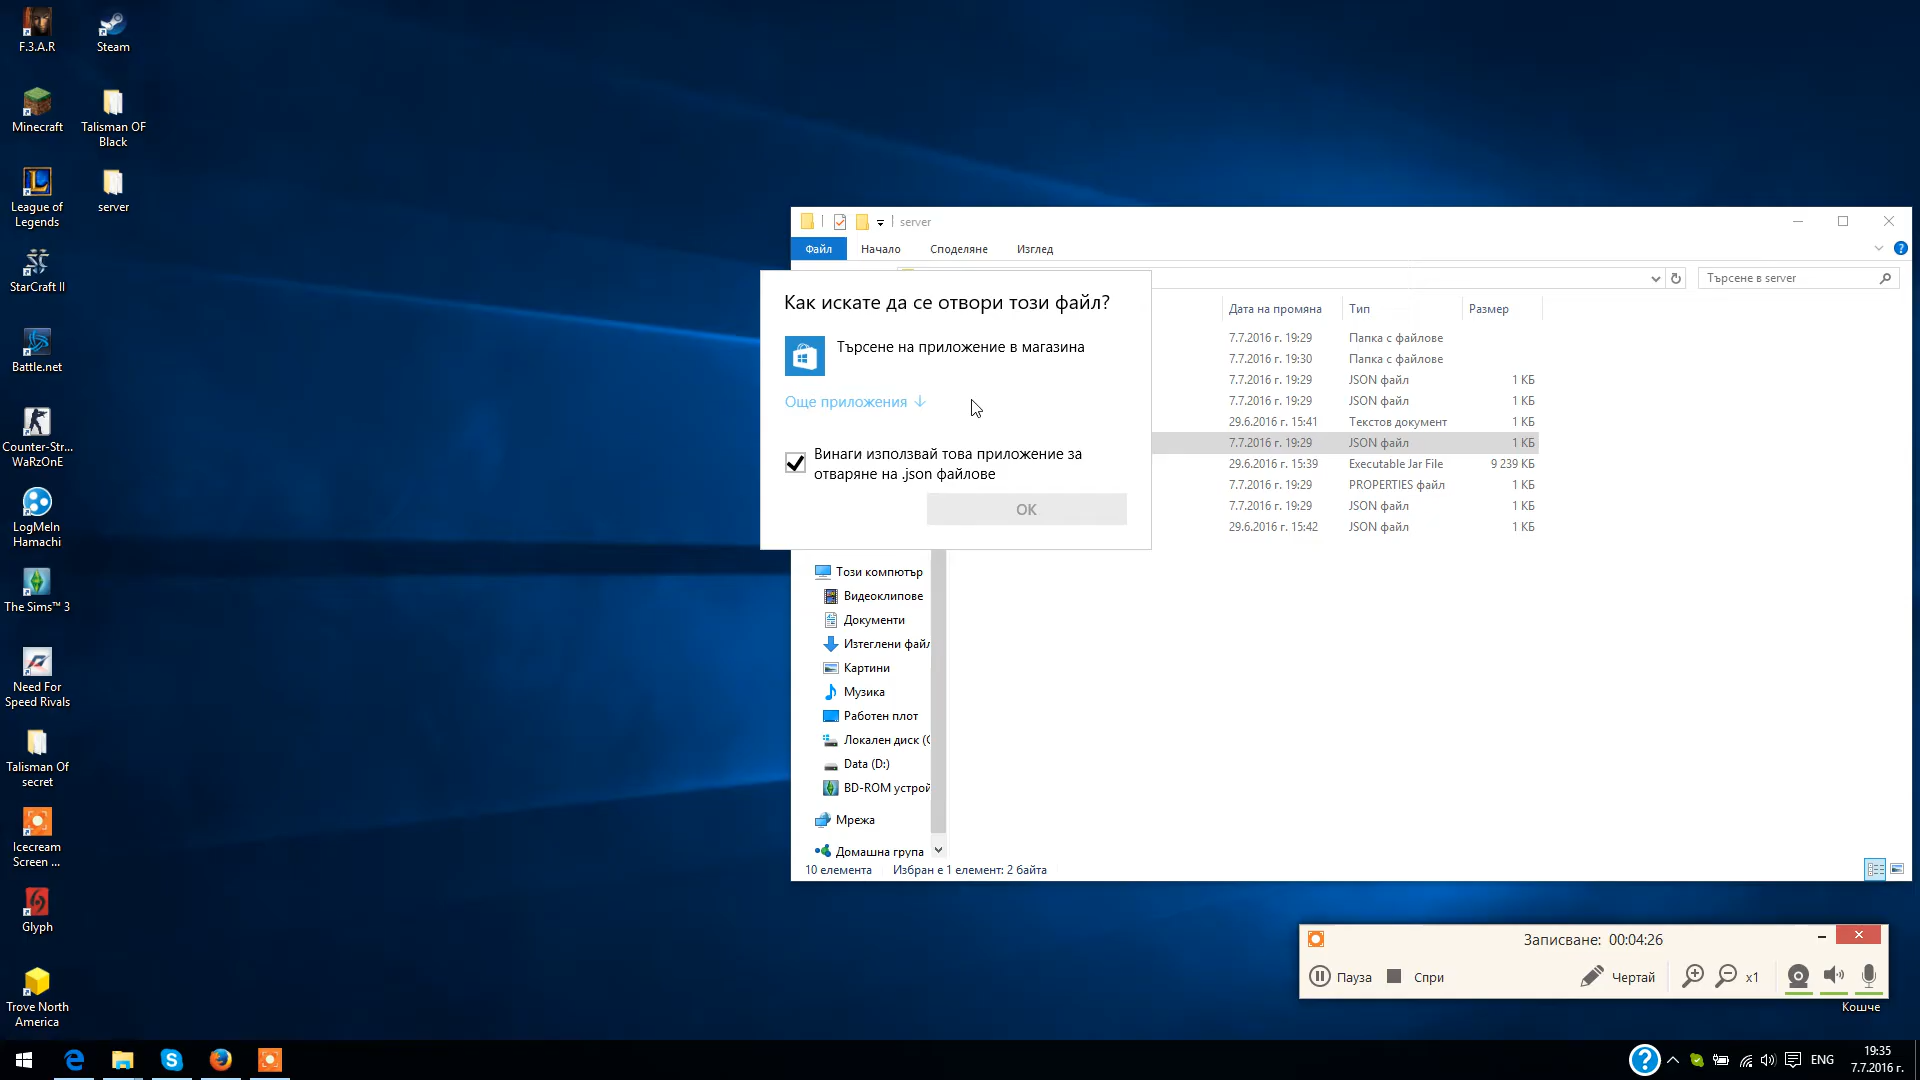 F.3.A.R
Steam
Minecraft
Talisman OF
Black
League of
Legends
server
StarCraft II
Battle.net
Counter-Str...
WaRzOnE
LogMeIn
Hamachi
The Sims™ 3
Need For
Speed Rivals
Talisman Of
secret
Icecream
Screen ...
Glyph
Trove North
America
server
Файл
Начало
Споделяне
Изглед
Търсене в server
Как искате да се отвори този файл?
Търсене на приложение в магазина
Още приложения
Винаги използвай това приложение за
отваряне на .json файлове
OK
Дата на промяна Тип Размер
7.7.2016 г. 19:29 Папка с файлове
7.7.2016 г. 19:30 Папка с файлове
7.7.2016 г. 19:29 JSON файл 1 КБ
7.7.2016 г. 19:29 JSON файл 1 КБ
29.6.2016 г. 15:41 Текстов документ 1 КБ
7.7.2016 г. 19:29 JSON файл 1 КБ
29.6.2016 г. 15:39 Executable Jar File 9 239 КБ
7.7.2016 г. 19:29 PROPERTIES файл 1 КБ
7.7.2016 г. 19:29 JSON файл 1 КБ
29.6.2016 г. 15:42 JSON файл 1 КБ
Този компютър
Видеоклипове
Документи
Изтеглени файл
Картини
Музика
Работен плот
Локален диск (C
Data (D:)
BD-ROM устрой
Мрежа
Домашна група
10 елемента Избран е 1 елемент: 2 байта
Записване: 00:04:26
Пауза
Спри
Чертай
x1
Кошче
ENG
19:35
7.7.2016 г.